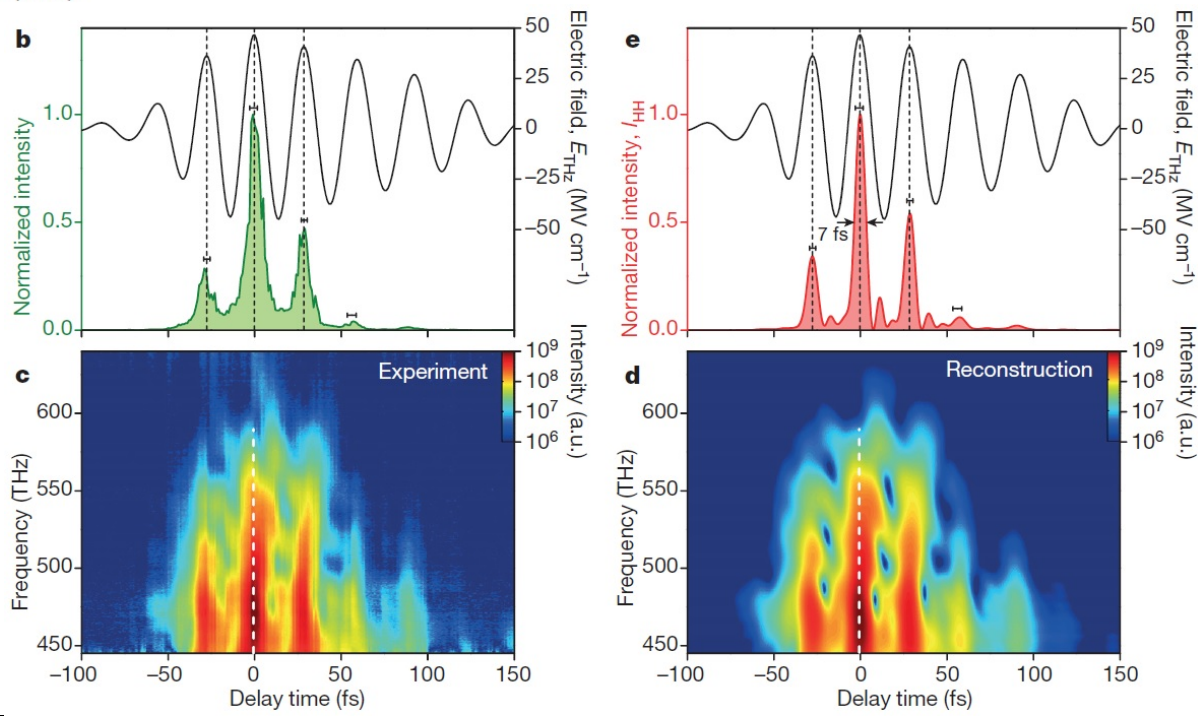 b
50
25
0
−25
−50
Electric field, E_THz (MV cm⁻¹)
1.0
0.5
0.0
Normalized intensity
e
50
25
0
−25
−50
Electric field, E_THz (MV cm⁻¹)
1.0
0.5
0.0
Normalized intensity, I_HH
7 fs
c
Experiment
10⁹
10⁸
10⁷
10⁶
Intensity (a.u.)
600
550
500
450
Frequency (THz)
−100
−50
0
50
100
150
Delay time (fs)
d
Reconstruction
10⁹
10⁸
10⁷
10⁶
Intensity (a.u.)
600
550
500
450
Frequency (THz)
−100
−50
0
50
100
150
Delay time (fs)